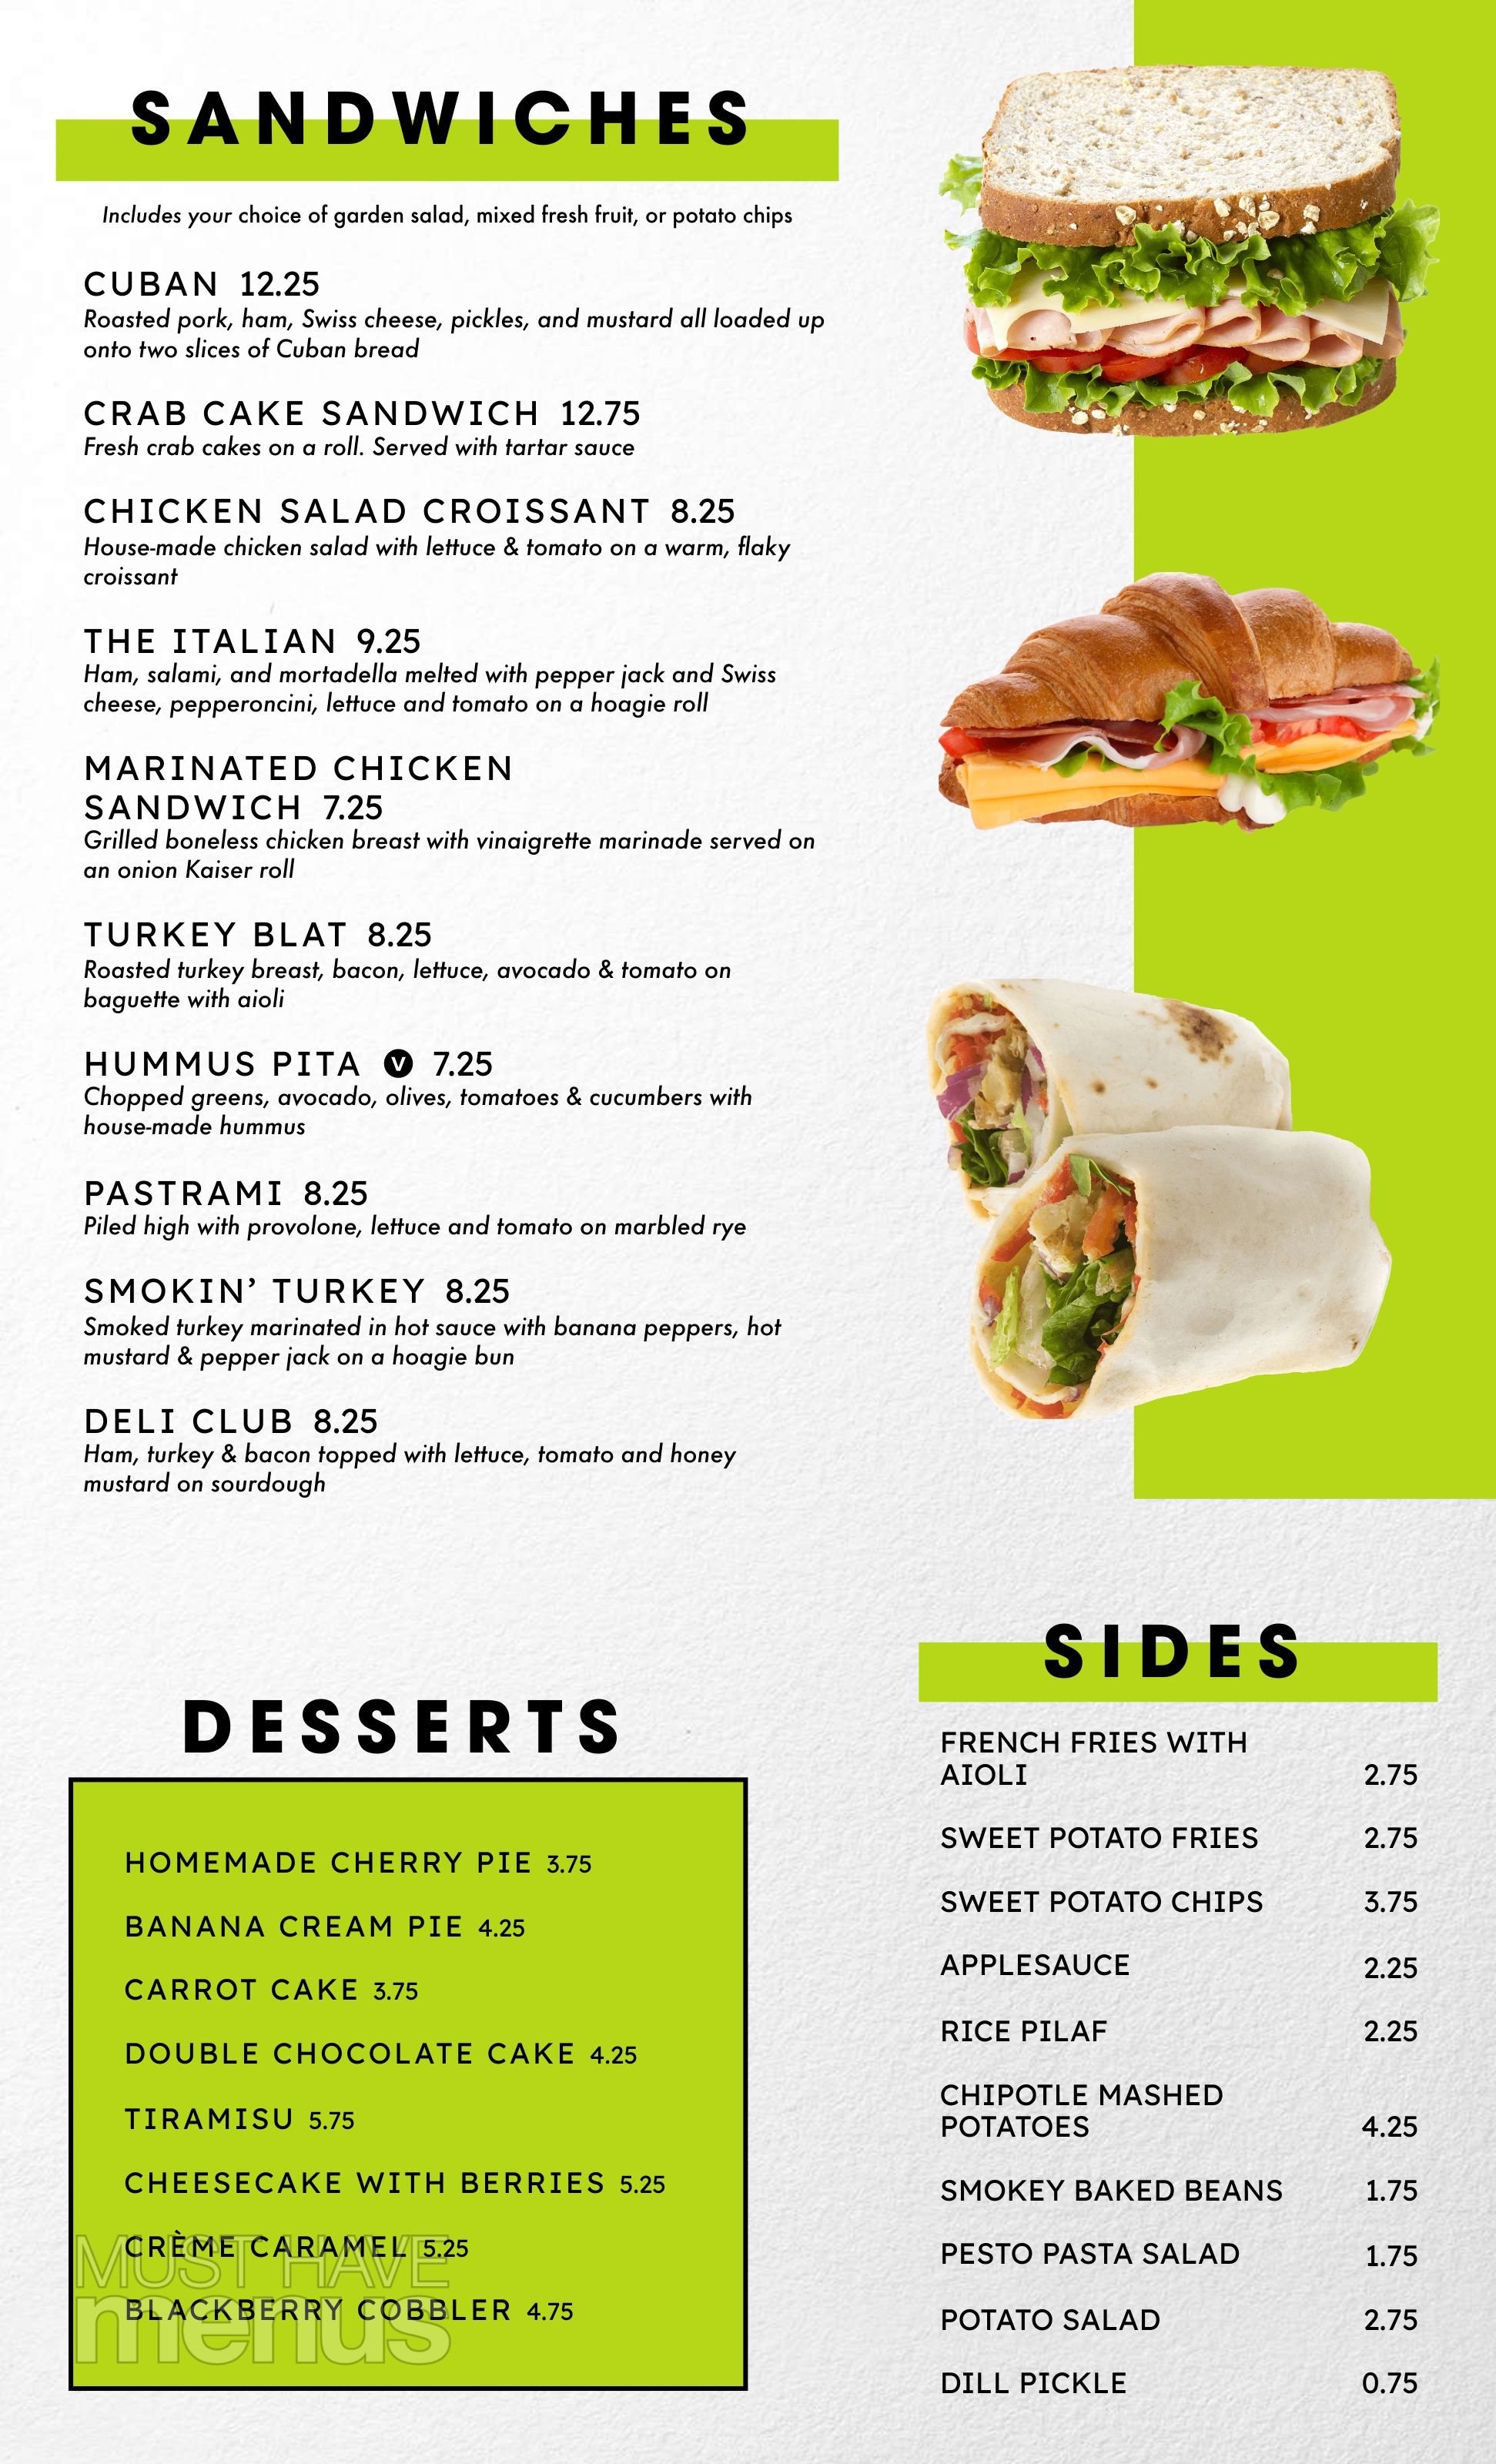 SANDWICHES
Includes your choice of garden salad, mixed fresh fruit, or potato chips
CUBAN 12.25
Roasted pork, ham, Swiss cheese, pickles, and mustard all loaded up
onto two slices of Cuban bread
CRAB CAKE SANDWICH 12.75
Fresh crab cakes on a roll. Served with tartar sauce
CHICKEN SALAD CROISSANT 8.25
House-made chicken salad with lettuce & tomato on a warm, flaky
croissant
THE ITALIAN 9.25
Ham, salami, and mortadella melted with pepper jack and Swiss
cheese, pepperoncini, lettuce and tomato on a hoagie roll
MARINATED CHICKEN
SANDWICH 7.25
Grilled boneless chicken breast with vinaigrette marinade served on
an onion Kaiser roll
TURKEY BLAT 8.25
Roasted turkey breast, bacon, lettuce, avocado & tomato on
baguette with aioli
HUMMUS PITA V 7.25
Chopped greens, avocado, olives, tomatoes & cucumbers with
house-made hummus
PASTRAMI 8.25
Piled high with provolone, lettuce and tomato on marbled rye
SMOKIN’ TURKEY 8.25
Smoked turkey marinated in hot sauce with banana peppers, hot
mustard & pepper jack on a hoagie bun
DELI CLUB 8.25
Ham, turkey & bacon topped with lettuce, tomato and honey
mustard on sourdough
DESSERTS
HOMEMADE CHERRY PIE 3.75
BANANA CREAM PIE 4.25
CARROT CAKE 3.75
DOUBLE CHOCOLATE CAKE 4.25
TIRAMISU 5.75
CHEESECAKE WITH BERRIES 5.25
CRÈME CARAMEL 5.25
BLACKBERRY COBBLER 4.75
MUST HAVE
menus
SIDES
FRENCH FRIES WITH
AIOLI 2.75
SWEET POTATO FRIES 2.75
SWEET POTATO CHIPS 3.75
APPLESAUCE 2.25
RICE PILAF 2.25
CHIPOTLE MASHED
POTATOES 4.25
SMOKEY BAKED BEANS 1.75
PESTO PASTA SALAD 1.75
POTATO SALAD 2.75
DILL PICKLE 0.75